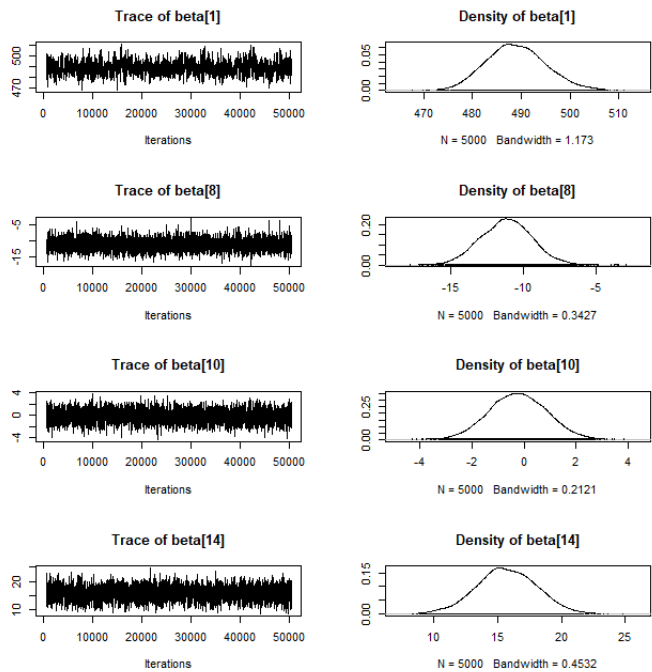 Trace of beta[1]
470 500
0 10000 20000 30000 40000 50000
Iterations
Density of beta[1]
0.00 0.05
470 480 490 500 510
N = 5000 Bandwidth = 1.173
Trace of beta[8]
-15 -5
0 10000 20000 30000 40000 50000
Iterations
Density of beta[8]
0.00 0.20
-15 -10 -5
N = 5000 Bandwidth = 0.3427
Trace of beta[10]
-4 0 4
0 10000 20000 30000 40000 50000
Iterations
Density of beta[10]
0.00 0.25
-4 -2 0 2 4
N = 5000 Bandwidth = 0.2121
Trace of beta[14]
10 20
0 10000 20000 30000 40000 50000
Iterations
Density of beta[14]
0.00 0.15
10 15 20 25
N = 5000 Bandwidth = 0.4532